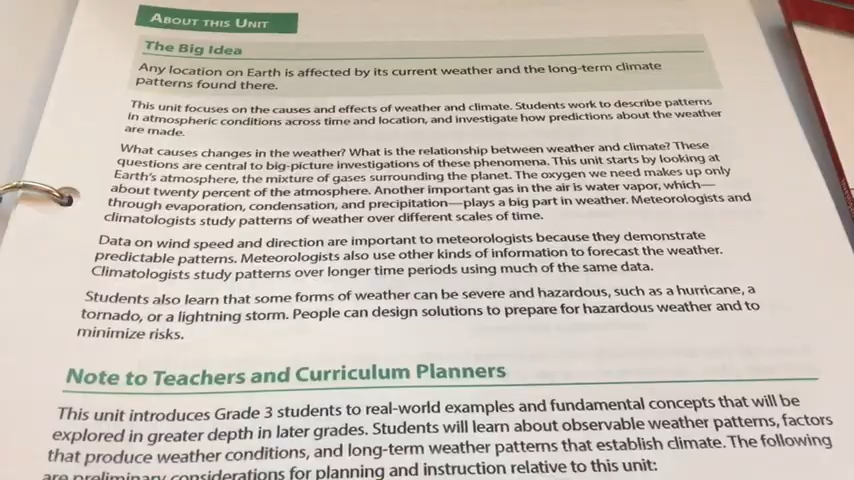 ABOUT THIS UNIT
The Big Idea
Any location on Earth is affected by its current weather and the long-term climate
patterns found there.
This unit focuses on the causes and effects of weather and climate. Students work to describe patterns
in atmospheric conditions across time and location, and investigate how predictions about the weather
are made.
What causes changes in the weather? What is the relationship between weather and climate? These
questions are central to big-picture investigations of these phenomena. This unit starts by looking at
Earth's atmosphere, the mixture of gases surrounding the planet. The oxygen we need makes up only
about twenty percent of the atmosphere. Another important gas in the air is water vapor, which—
through evaporation, condensation, and precipitation—plays a big part in weather. Meteorologists and
climatologists study patterns of weather over different scales of time.
Data on wind speed and direction are important to meteorologists because they demonstrate
predictable patterns. Meteorologists also use other kinds of information to forecast the weather.
Climatologists study patterns over longer time periods using much of the same data.
Students also learn that some forms of weather can be severe and hazardous, such as a hurricane, a
tornado, or a lightning storm. People can design solutions to prepare for hazardous weather and to
minimize risks.
Note to Teachers and Curriculum Planners
This unit introduces Grade 3 students to real-world examples and fundamental concepts that will be
explored in greater depth in later grades. Students will learn about observable weather patterns, factors
that produce weather conditions, and long-term weather patterns that establish climate. The following
are preliminary considerations for planning and instruction relative to this unit: